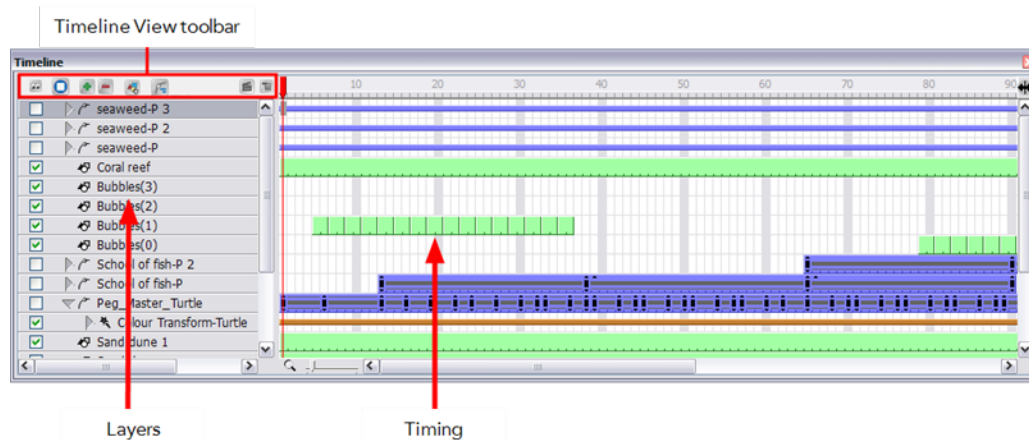 Timeline View toolbar
Timeline
10 20 30 40 50 60 70 80 90
seaweed-P 3
seaweed-P 2
seaweed-P
Coral reef
Bubbles(3)
Bubbles(2)
Bubbles(1)
Bubbles(0)
School of fish-P 2
School of fish-P
Peg_Master_Turtle
Colour Transform-Turtle
Sand dune 1
Layers
Timing